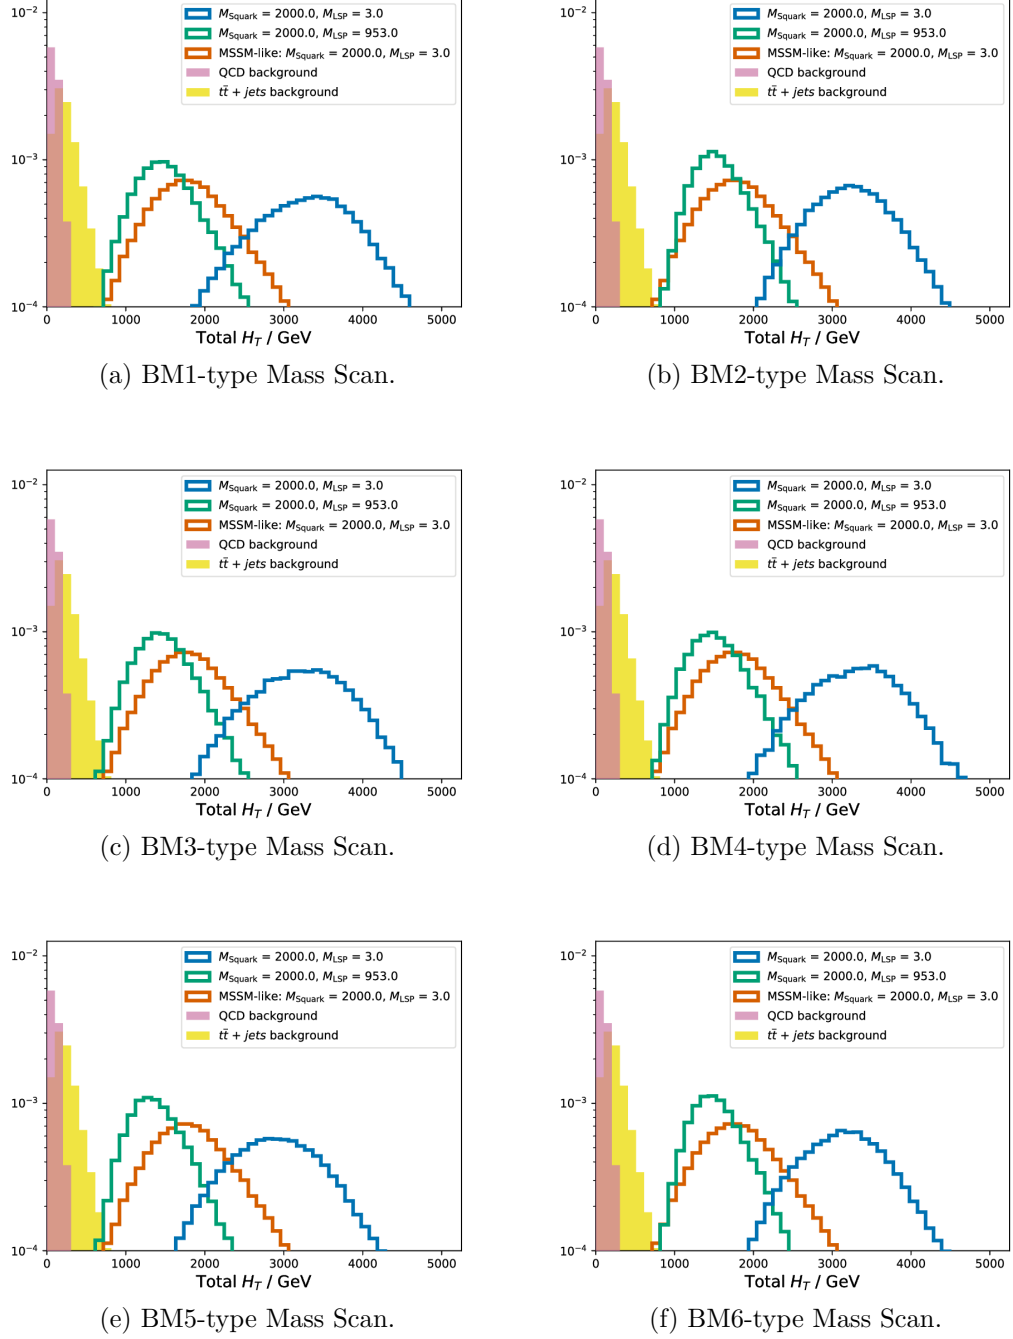 10⁻²
10⁻³
10⁻⁴
M_Squark = 2000.0, M_LSP = 3.0
M_Squark = 2000.0, M_LSP = 953.0
MSSM-like: M_Squark = 2000.0, M_LSP = 3.0
QCD background
tt̄ + jets background
0 1000 2000 3000 4000 5000
Total H_T / GeV
(a) BM1-type Mass Scan.
10⁻²
10⁻³
10⁻⁴
M_Squark = 2000.0, M_LSP = 3.0
M_Squark = 2000.0, M_LSP = 953.0
MSSM-like: M_Squark = 2000.0, M_LSP = 3.0
QCD background
tt̄ + jets background
0 1000 2000 3000 4000 5000
Total H_T / GeV
(b) BM2-type Mass Scan.
10⁻²
10⁻³
10⁻⁴
M_Squark = 2000.0, M_LSP = 3.0
M_Squark = 2000.0, M_LSP = 953.0
MSSM-like: M_Squark = 2000.0, M_LSP = 3.0
QCD background
tt̄ + jets background
0 1000 2000 3000 4000 5000
Total H_T / GeV
(c) BM3-type Mass Scan.
10⁻²
10⁻³
10⁻⁴
M_Squark = 2000.0, M_LSP = 3.0
M_Squark = 2000.0, M_LSP = 953.0
MSSM-like: M_Squark = 2000.0, M_LSP = 3.0
QCD background
tt̄ + jets background
0 1000 2000 3000 4000 5000
Total H_T / GeV
(d) BM4-type Mass Scan.
10⁻²
10⁻³
10⁻⁴
M_Squark = 2000.0, M_LSP = 3.0
M_Squark = 2000.0, M_LSP = 953.0
MSSM-like: M_Squark = 2000.0, M_LSP = 3.0
QCD background
tt̄ + jets background
0 1000 2000 3000 4000 5000
Total H_T / GeV
(e) BM5-type Mass Scan.
10⁻²
10⁻³
10⁻⁴
M_Squark = 2000.0, M_LSP = 3.0
M_Squark = 2000.0, M_LSP = 953.0
MSSM-like: M_Squark = 2000.0, M_LSP = 3.0
QCD background
tt̄ + jets background
0 1000 2000 3000 4000 5000
Total H_T / GeV
(f) BM6-type Mass Scan.